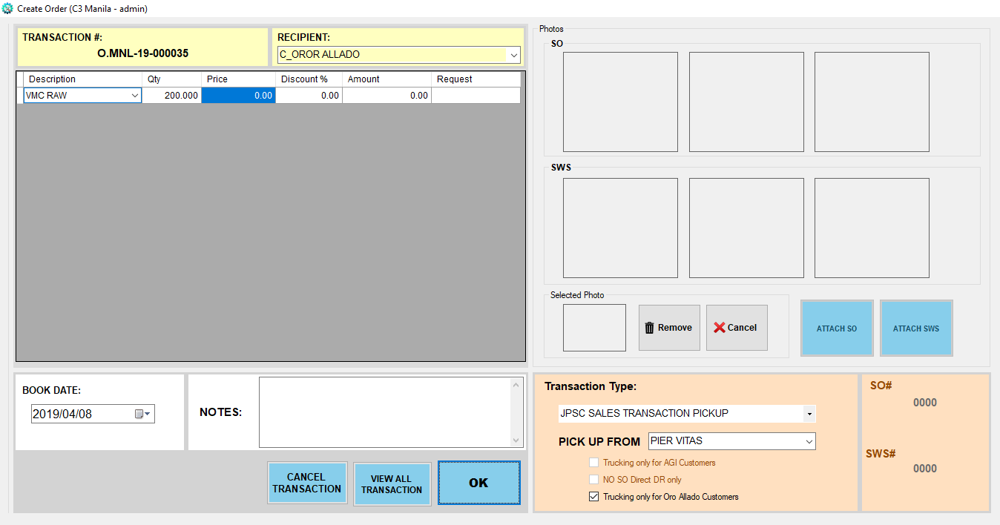 Create Order (C3 Manila - admin)
TRANSACTION #:
O.MNL-19-000035
RECIPIENT:
C_OROR ALLADO
Description Qty Price Discount % Amount Request
VMC RAW 200.000 0.00 0.00 0.00
Photos
SO
SWS
Selected Photo
Remove
Cancel
ATTACH SO
ATTACH SWS
BOOK DATE:
2019/04/08
NOTES:
CANCEL
TRANSACTION
VIEW ALL
TRANSACTION
OK
Transaction Type:
JPSC SALES TRANSACTION PICKUP
PICK UP FROM PIER VITAS
Trucking only for AGI Customers
NO SO Direct DR only
Trucking only for Oro Allado Customers
SO#
0000
SWS#
0000